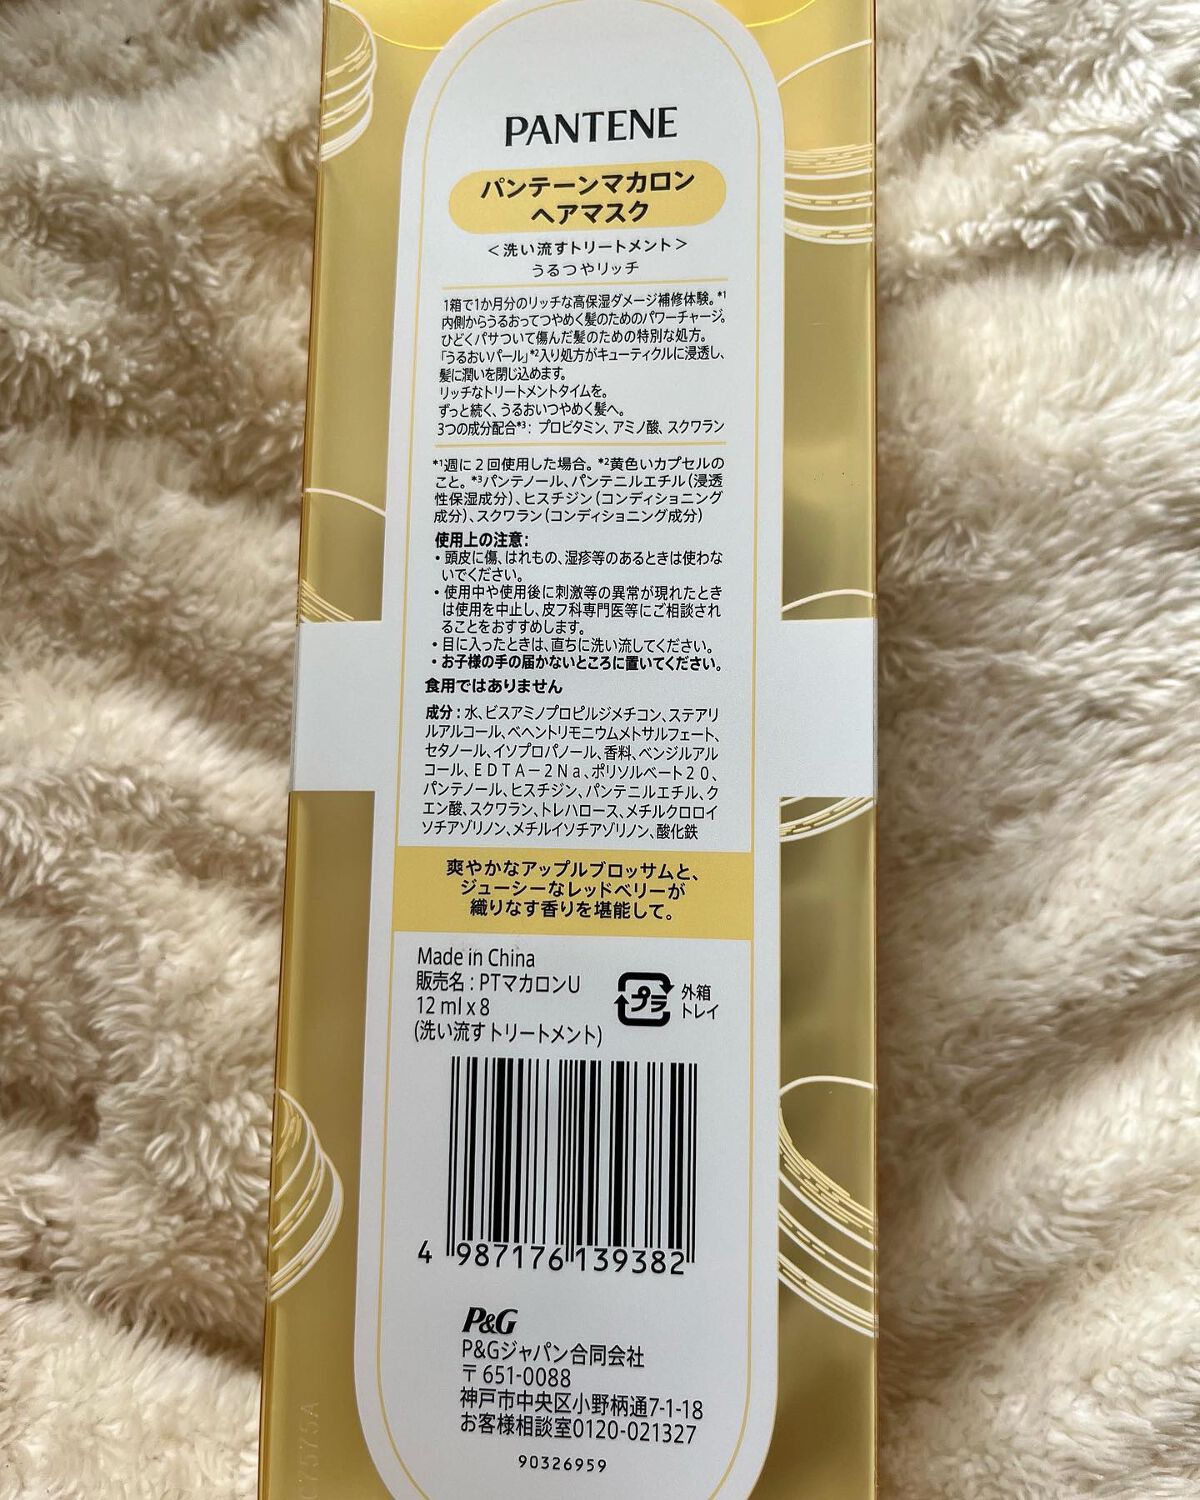 PANTENE
パンテーンマカロン
ヘアマスク
＜洗い流すトリートメント＞
うるつやリッチ
1箱で1か月分のリッチな高保湿ダメージ補修体験。*1
内側からうるおってつやめく髪のためのパワーチャージ。
ひどくパサついて傷んだ髪のための特別な処方。
「うるおいパール」*2入り処方がキューティクルに浸透し、
髪に潤いを閉じ込めます。
リッチなトリートメントタイムを。
ずっと続く、うるおいつやめく髪へ。
3つの成分配合*3：プロビタミン、アミノ酸、スクワラン
*1週に2回使用した場合。*2黄色いカプセルの
こと。*3パンテノール、パンテニルエチル（浸透
性保湿成分）、ヒスチジン（コンディショニング
成分）、スクワラン（コンディショニング成分）
使用上の注意：
・頭皮に傷、はれもの、湿疹等のあるときは使わな
いでください。
・使用中や使用後に刺激等の異常が現れたとき
は使用を中止し、皮フ科専門医等にご相談され
ることをおすすめします。
・目に入ったときは、直ちに洗い流してください。
・お子様の手の届かないところに置いてください。
食用ではありません
成分：水、ビスアミノプロピルジメチコン、ステアリ
ルアルコール、ベヘントリモニウムメトサルフェート、
セタノール、イソプロパノール、香料、ベンジルアル
コール、EDTA－2Na、ポリソルベート20、
パンテノール、ヒスチジン、パンテニルエチル、ク
エン酸、スクワラン、トレハロース、メチルクロロイ
ソチアゾリノン、メチルイソチアゾリノン、酸化鉄
爽やかなアップルブロッサムと、
ジューシーなレッドベリーが
織りなす香りを堪能して。
Made in China
販売名：PTマカロンU
12 ml x 8
(洗い流すトリートメント)
プラ
外箱
トレイ
4 987176 139382
P&G
P&Gジャパン合同会社
〒651-0088
神戸市中央区小野柄通7-1-18
お客様相談室0120-021327
90326959